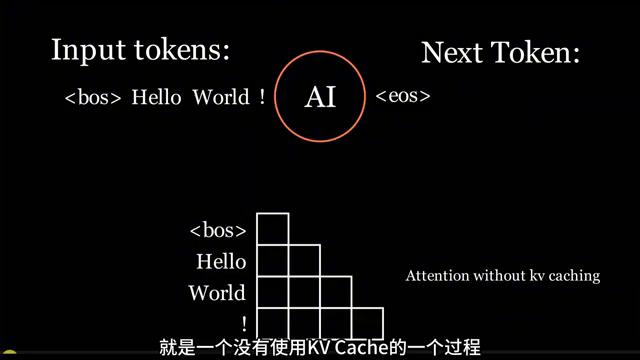 Input tokens:
Next Token:
<bos> Hello World !
AI
<eos>
<bos>
Hello
World
!
Attention without kv caching
就是一个没有使用KV Cache的一个过程